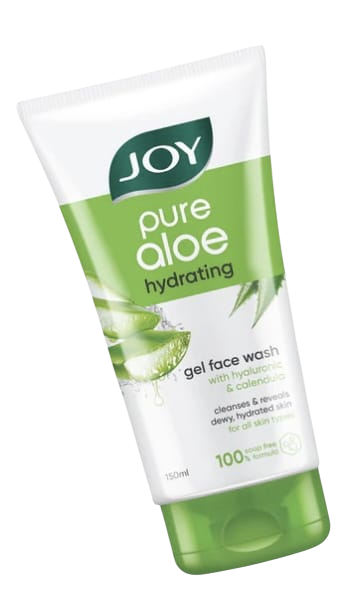 JOY
pure
aloe
hydrating
gel face wash
with hyaluronic
& calendula
cleanses & reveals
dewy, hydrated skin
for all skin types
100% soap free
formula
150ml